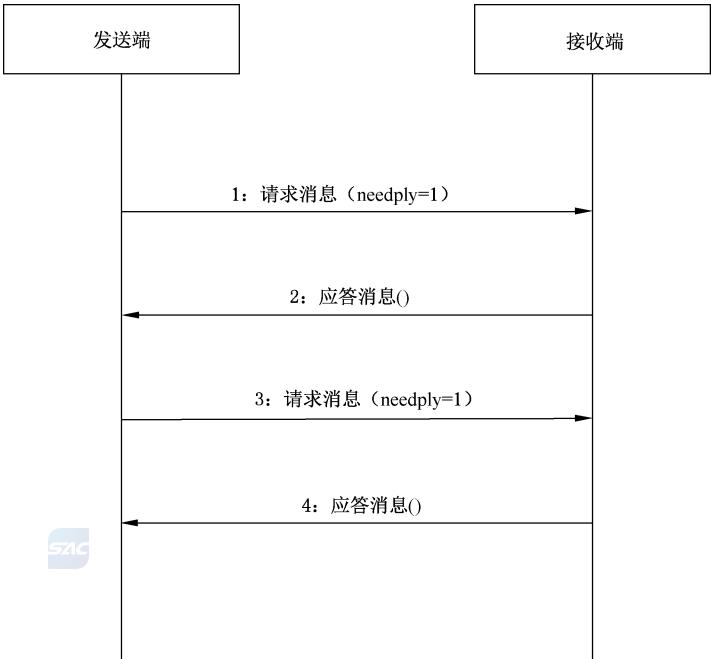 发送端
接收端
1：请求消息（needply=1）
2：应答消息()
3：请求消息（needply=1）
4：应答消息()
SAC